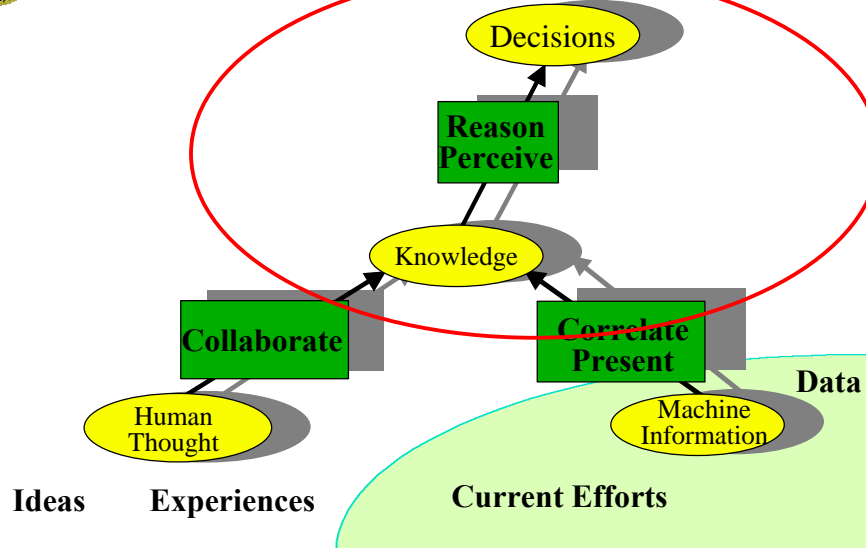 Decisions
Reason
Perceive
Knowledge
Collaborate
Correlate
Present
Data
Human
Thought
Machine
Information
Ideas
Experiences
Current Efforts